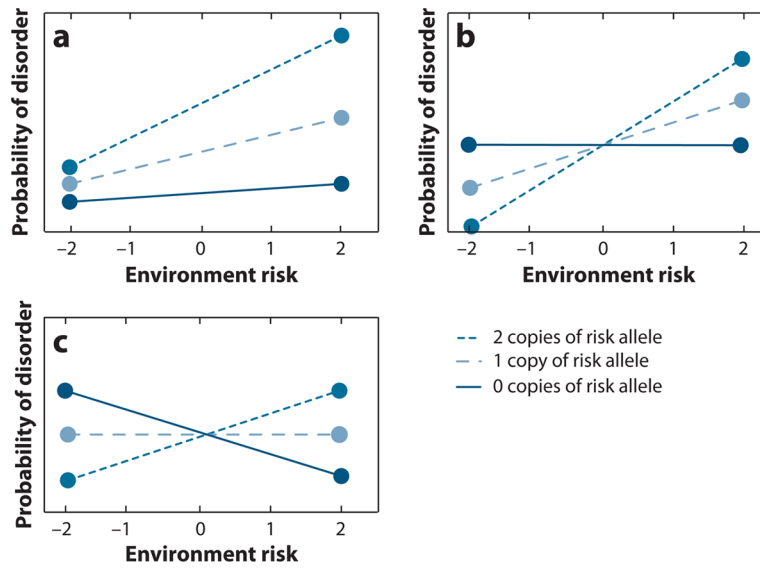 a
Probability of disorder
−2 −1 0 1 2
Environment risk
b
Probability of disorder
−2 −1 0 1 2
Environment risk
c
Probability of disorder
−2 −1 0 1 2
Environment risk
2 copies of risk allele
1 copy of risk allele
0 copies of risk allele